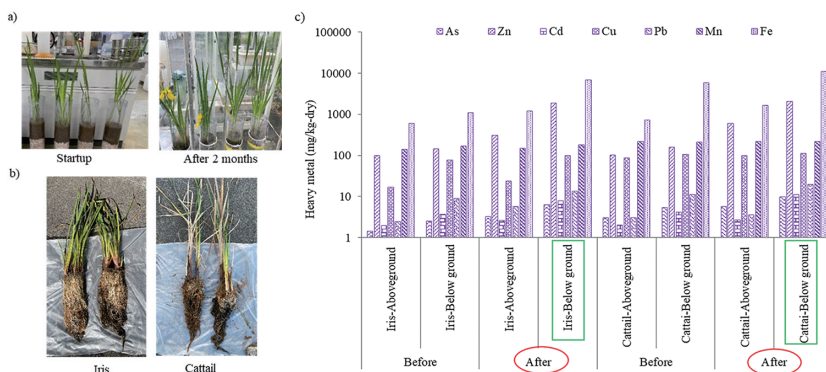 a)
Startup
After 2 months
b)
Iris
Cattail
c)
As Zn Cd Cu Pb Mn Fe
Heavy metal (mg/kg-dry)
100000
10000
1000
100
10
1
Iris-Aboveground
Iris-Below ground
Iris-Aboveground
Iris-Below ground
Cattail-Aboveground
Cattai-Below ground
Cattail-Aboveground
Cattai-Below ground
Before
After
Before
After